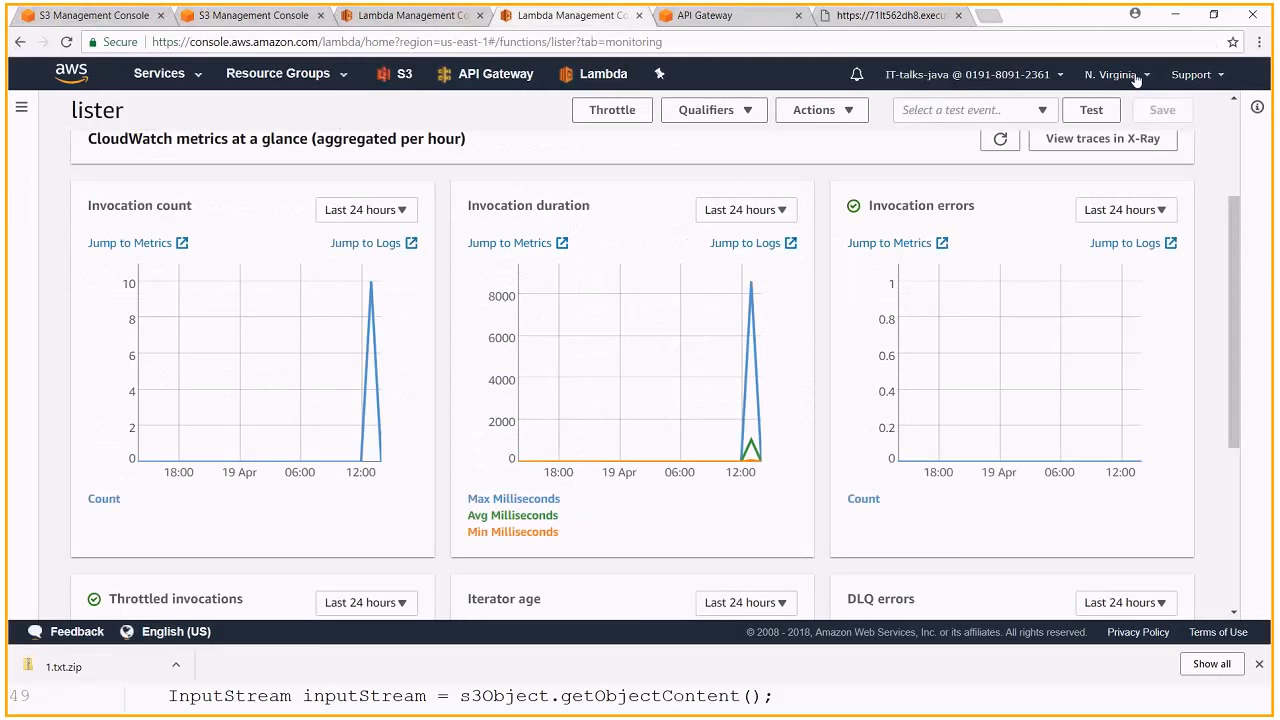 S3 Management Console
S3 Management Console
Lambda Management Co
Lambda Management Co
API Gateway
https://71lt562dh8.execu
Secure
https://console.aws.amazon.com/lambda/home?region=us-east-1#/functions/lister?tab=monitoring
aws
Services
Resource Groups
S3
API Gateway
Lambda
IT-talks-java @ 0191-8091-2361
N. Virginia
Support
lister
Throttle
Qualifiers
Actions
Select a test event..
Test
Save
CloudWatch metrics at a glance (aggregated per hour)
View traces in X-Ray
Invocation count
Last 24 hours
Jump to Metrics
Jump to Logs
10
8
6
4
2
0
18:00
19 Apr
06:00
12:00
Count
Invocation duration
Last 24 hours
Jump to Metrics
Jump to Logs
8000
6000
4000
2000
0
18:00
19 Apr
06:00
12:00
Max Milliseconds
Avg Milliseconds
Min Milliseconds
Invocation errors
Last 24 hours
Jump to Metrics
Jump to Logs
1
0.8
0.6
0.4
0.2
0
18:00
19 Apr
06:00
12:00
Count
Throttled invocations
Last 24 hours
Iterator age
Last 24 hours
DLQ errors
Last 24 hours
Feedback
English (US)
© 2008 - 2018, Amazon Web Services, Inc. or its affiliates. All rights reserved.
Privacy Policy
Terms of Use
1.txt.zip
Show all
49 InputStream inputStream = s3Object.getObjectContent();